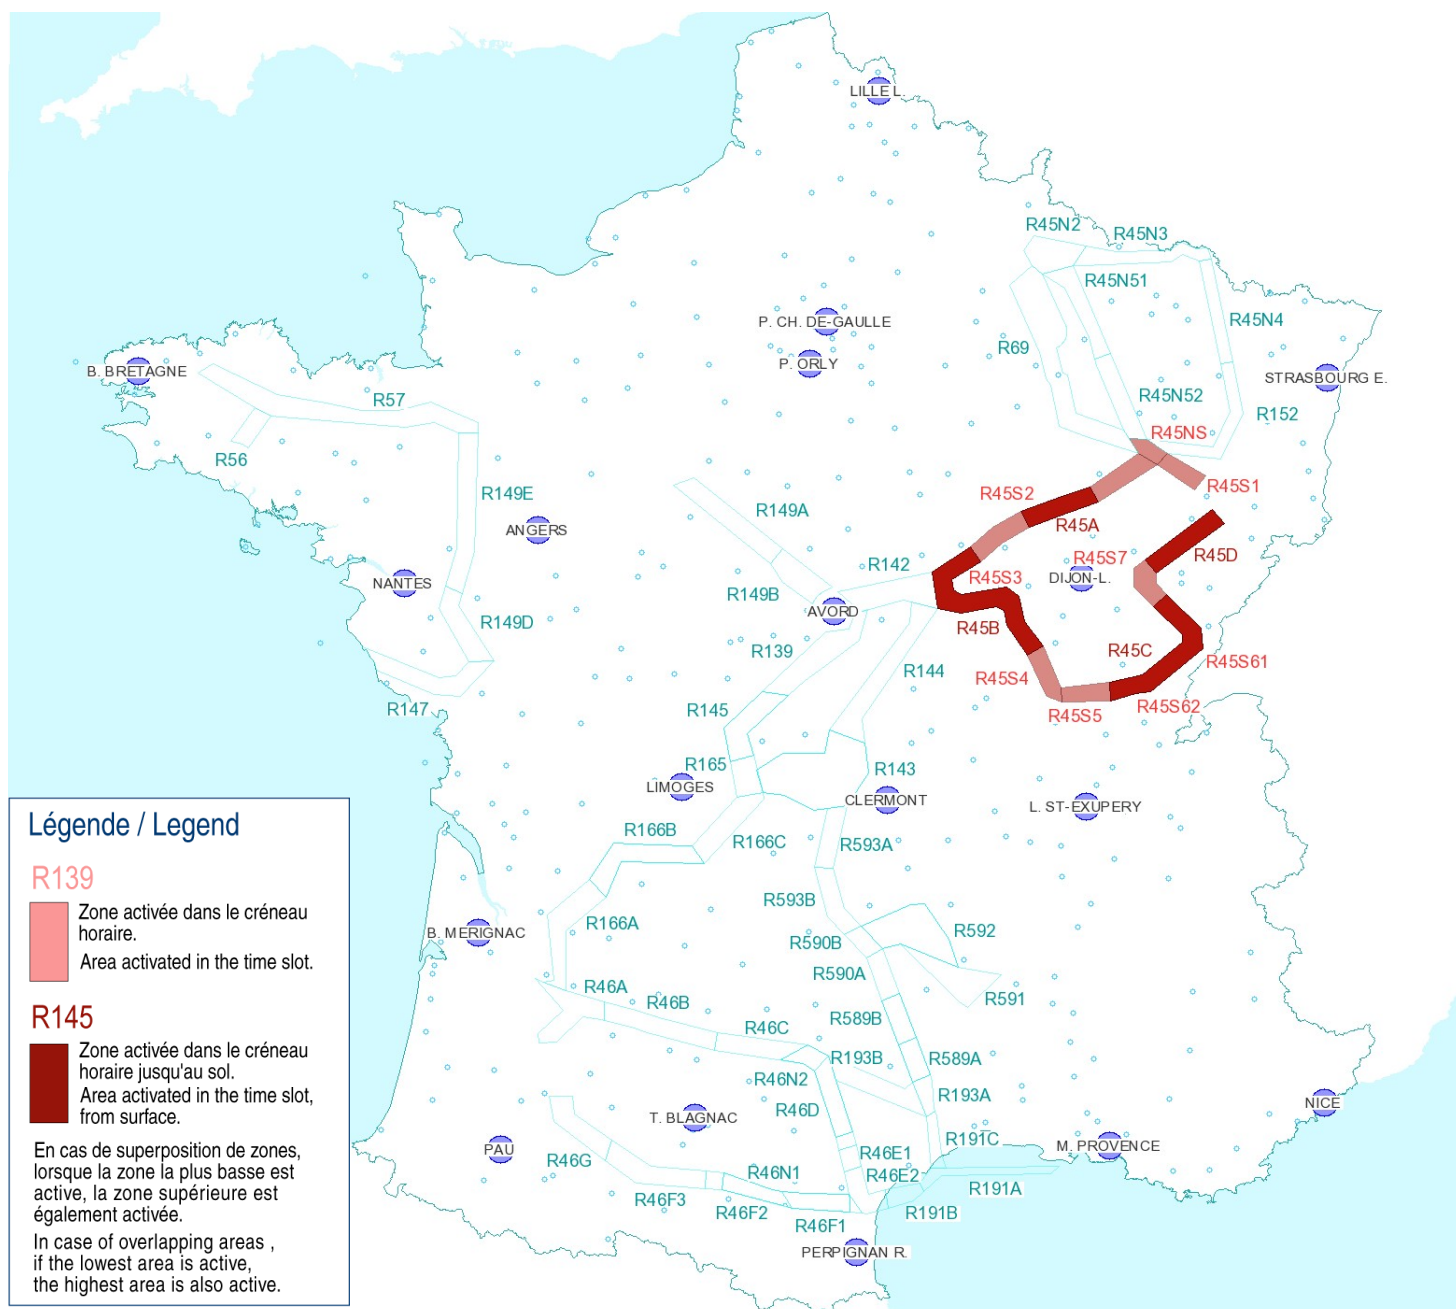 LILLE L.
R45N2
R45N3
R45N51
P. CH. DE-GAULLE
R45N4
R69
P. ORLY
B. BRETAGNE
STRASBOURG E.
R57
R45N52
R152
R45NS
R56
R45S1
R149E
R45S2
R149A
R45A
ANGERS
R45S7
R45D
R142
R45S3
DIJON-L.
NANTES
R149B
AVORD
R149D
R45B
R139
R45C
R45S61
R144
R45S4
R147
R145
R45S5
R45S62
R165
R143
LIMOGES
CLERMONT
L. ST-EXUPERY
R166B
R166C
R593A
R593B
R166A
B. MERIGNAC
R590B
R592
R590A
R46A
R46B
R591
R46C
R589B
R193B
R589A
R46N2
R193A
R46D
NICE
T. BLAGNAC
PAU
R191C
M. PROVENCE
R46G
R46E1
R46N1
R46E2
R191A
R46F3
R46F2
R46F1
R191B
PERPIGNAN R.
Légende / Legend
R139
Zone activée dans le créneau
horaire.
Area activated in the time slot.
R145
Zone activée dans le créneau
horaire jusqu'au sol.
Area activated in the time slot,
from surface.
En cas de superposition de zones,
lorsque la zone la plus basse est
active, la zone supérieure est
également activée.
In case of overlapping areas ,
if the lowest area is active,
the highest area is also active.